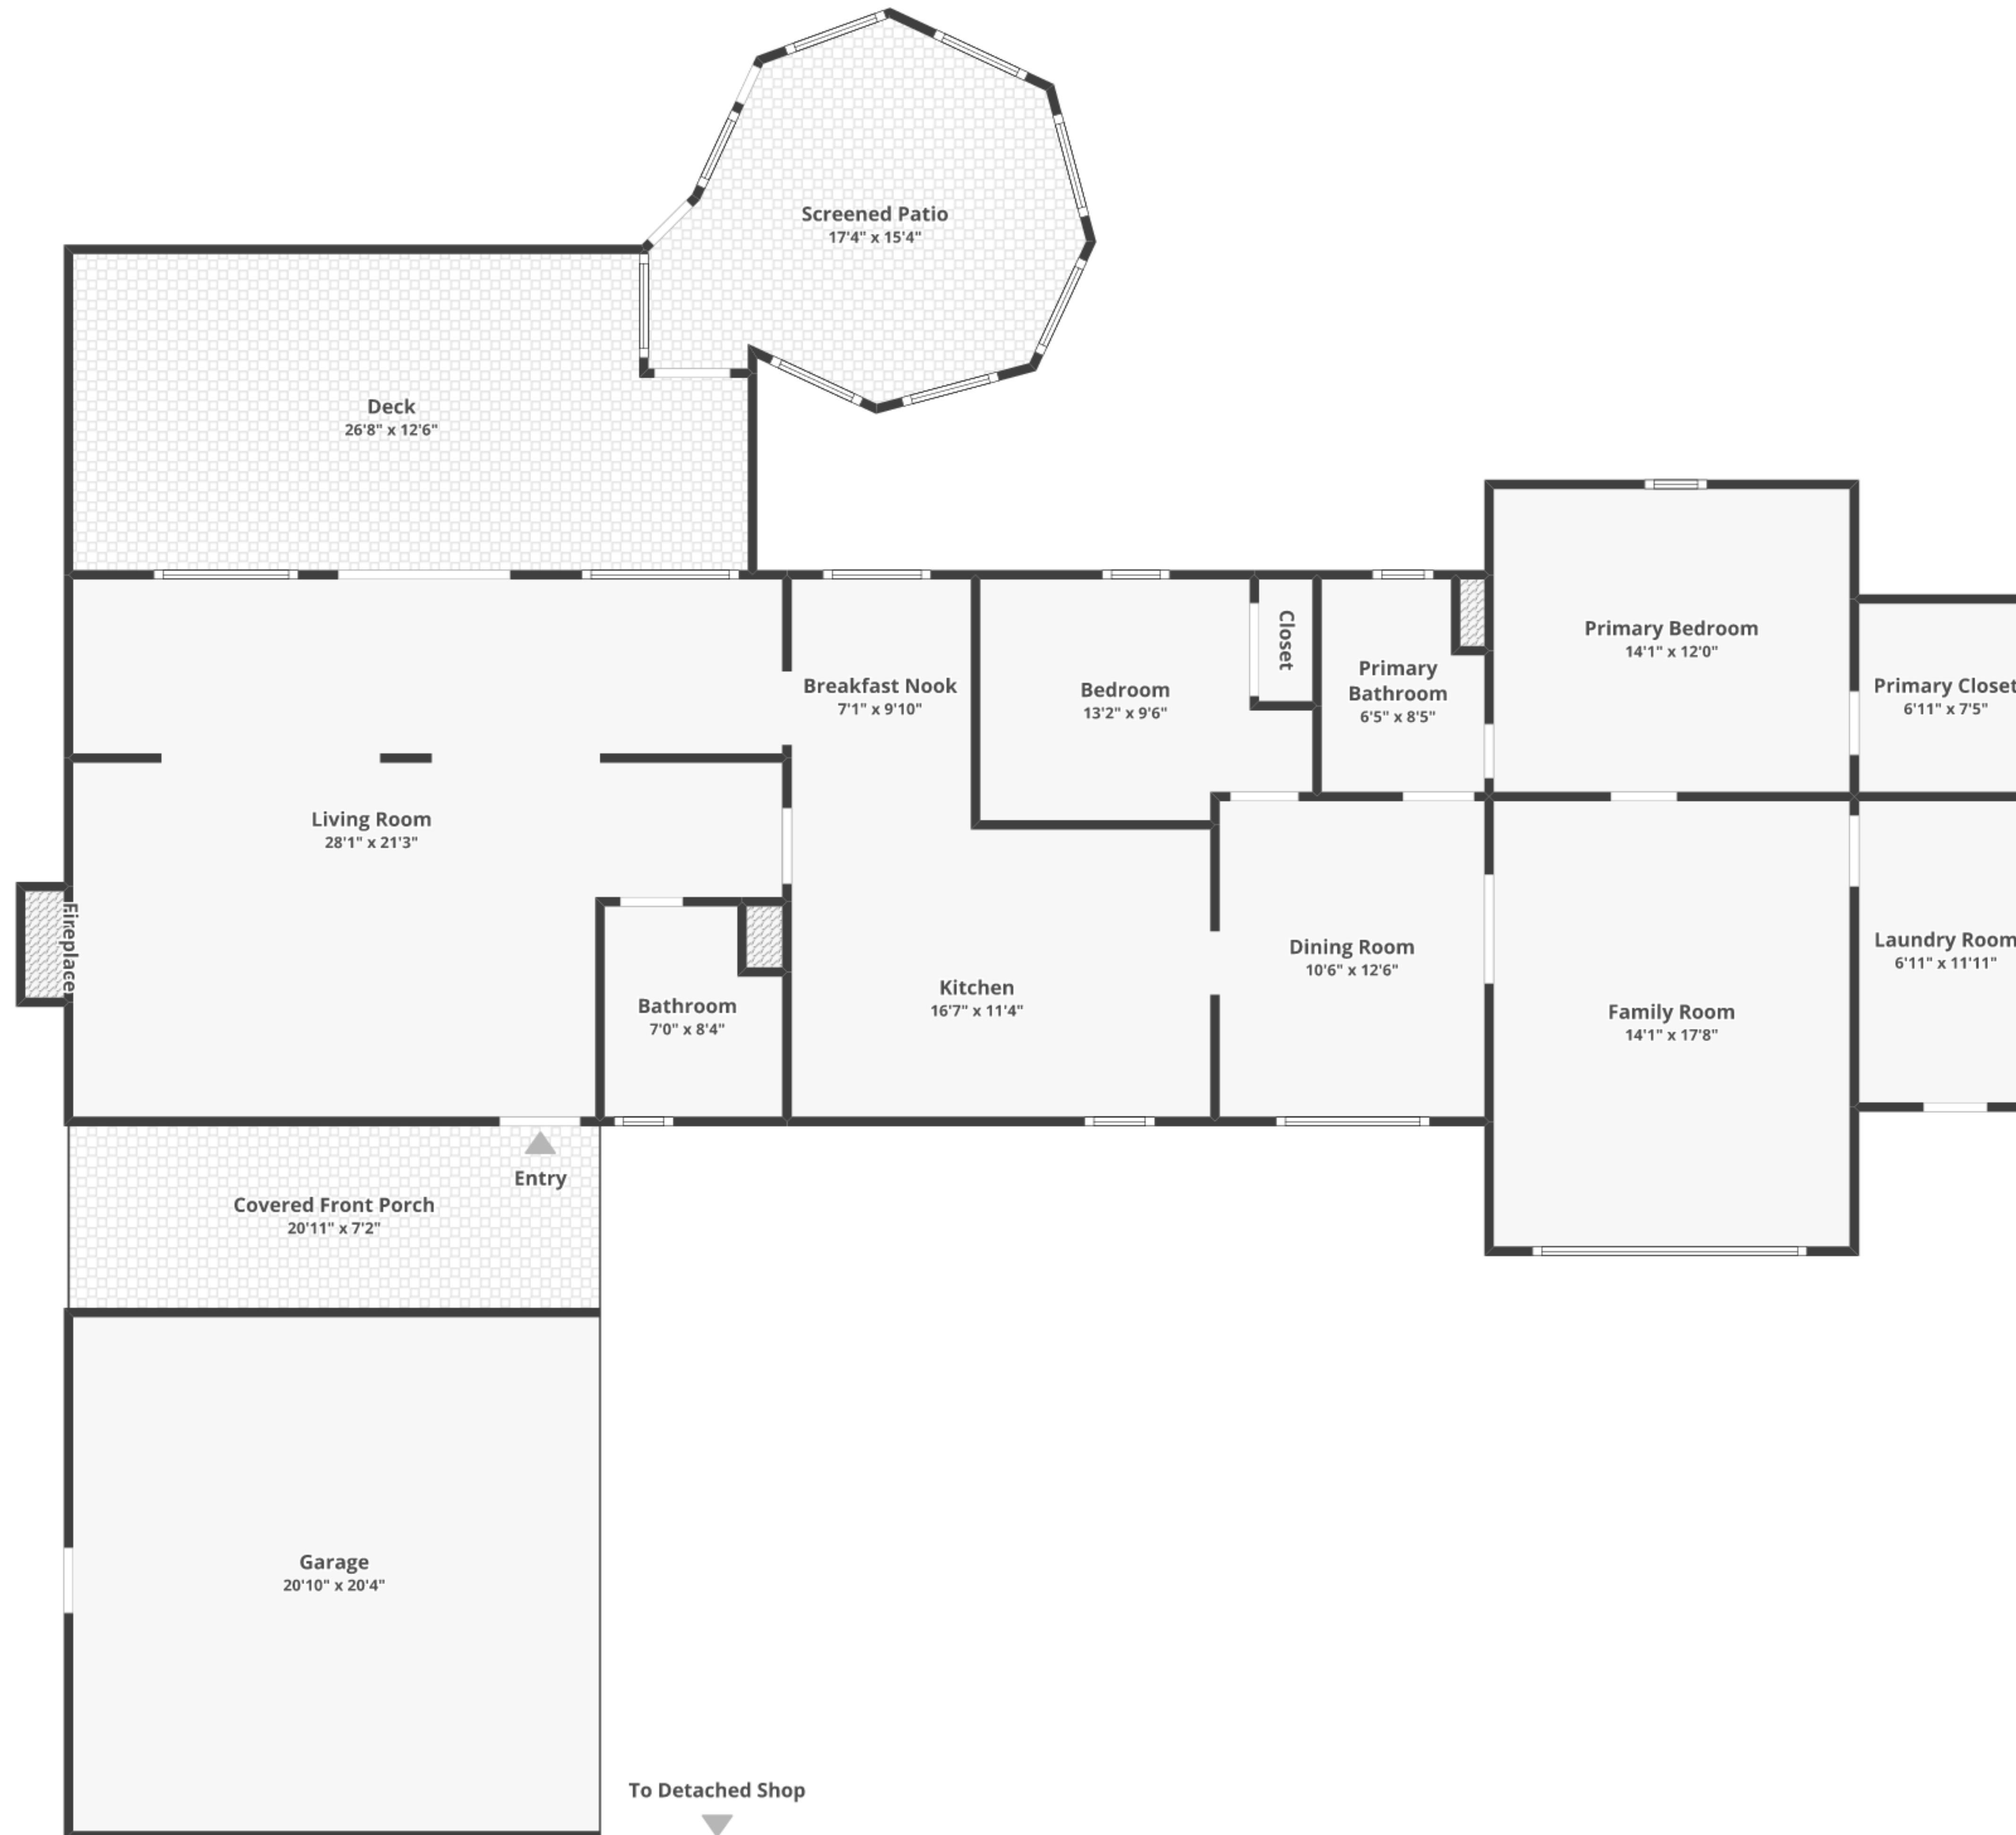 Screened Patio
17'4" x 15'4"
Deck
26'8" x 12'6"
Primary Bedroom
14'1" x 12'0"
Closet
Primary
Bathroom
6'5" x 8'5"
Breakfast Nook
7'1" x 9'10"
Bedroom
13'2" x 9'6"
Primary Closet
6'11" x 7'5"
Living Room
28'1" x 21'3"
Fireplace
Dining Room
10'6" x 12'6"
Laundry Room
6'11" x 11'11"
Kitchen
16'7" x 11'4"
Bathroom
7'0" x 8'4"
Family Room
14'1" x 17'8"
Entry
Covered Front Porch
20'11" x 7'2"
Garage
20'10" x 20'4"
To Detached Shop